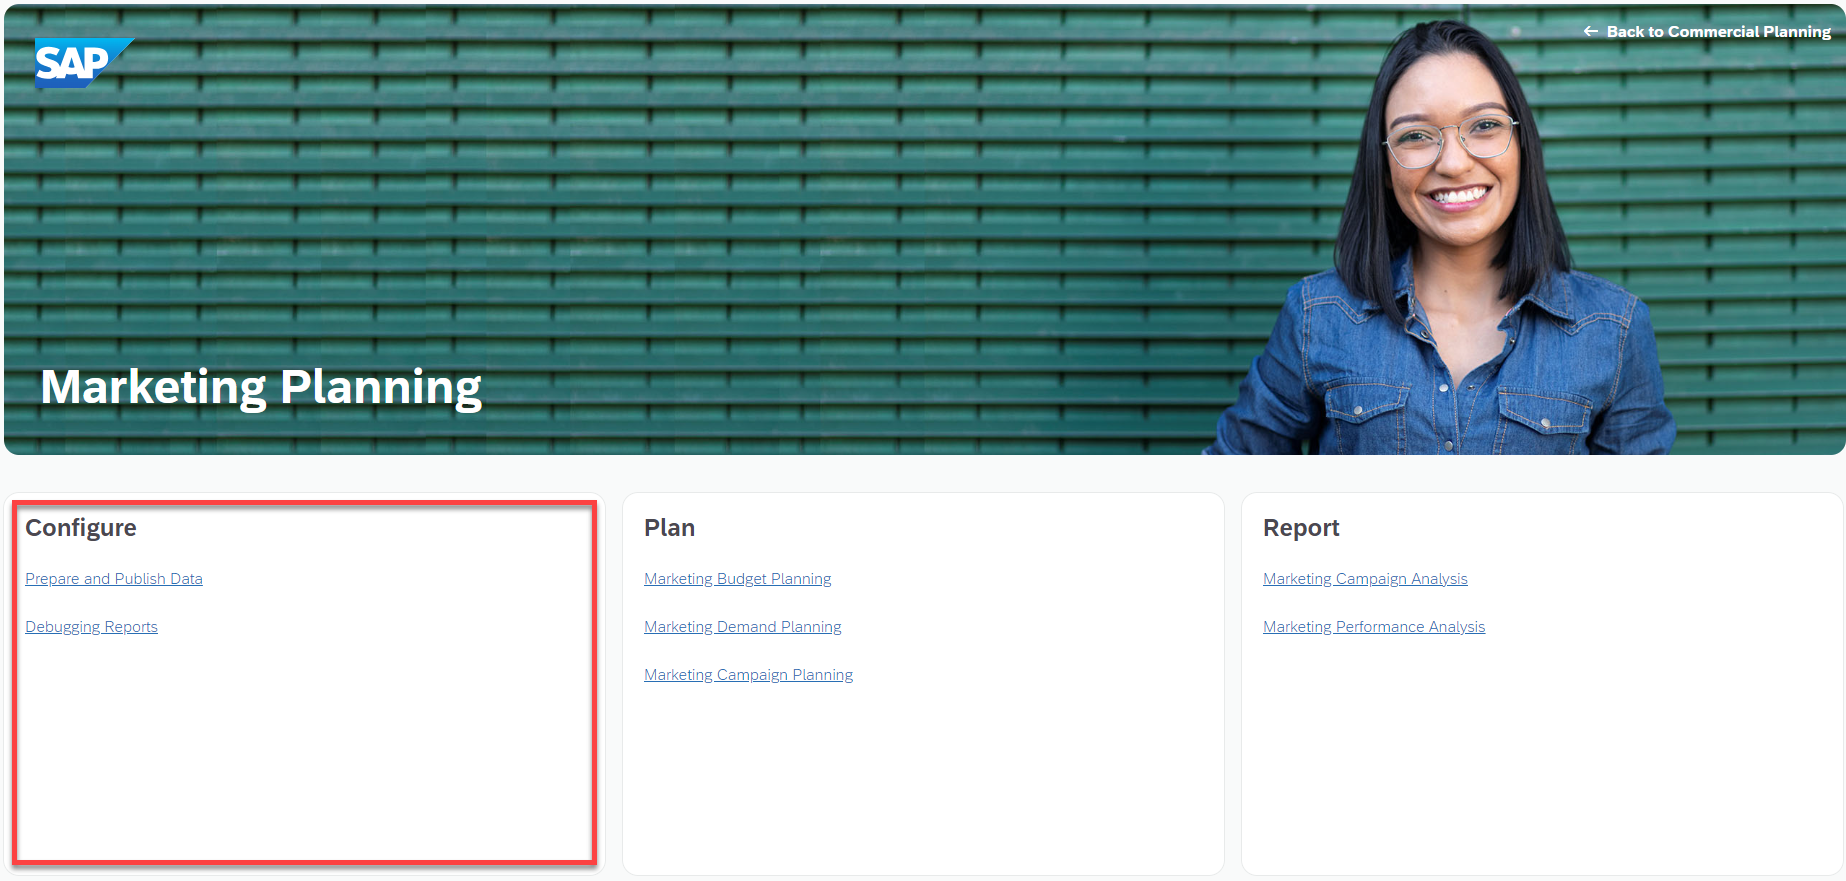 SAP
← Back to Commercial Planning
Marketing Planning
Configure
Prepare and Publish Data
Debugging Reports
Plan
Marketing Budget Planning
Marketing Demand Planning
Marketing Campaign Planning
Report
Marketing Campaign Analysis
Marketing Performance Analysis